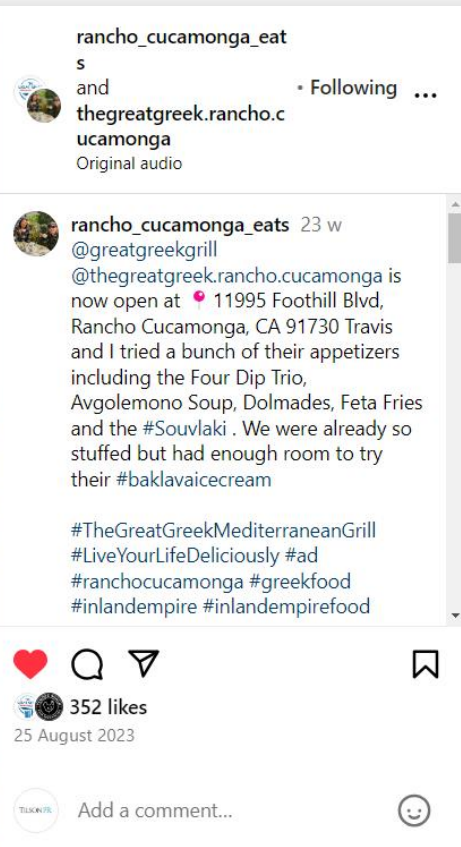 rancho_cucamonga_eat
s
and
• Following ...
thegreatgreek.rancho.c
ucamonga
Original audio
rancho_cucamonga_eats 23 w
@greatgreekgrill
@thegreatgreek.rancho.cucamonga is
now open at 📍 11995 Foothill Blvd,
Rancho Cucamonga, CA 91730 Travis
and I tried a bunch of their appetizers
including the Four Dip Trio,
Avgolemono Soup, Dolmades, Feta Fries
and the #Souvlaki . We were already so
stuffed but had enough room to try
their #baklavaicecream
#TheGreatGreekMediterraneanGrill
#LiveYourLifeDeliciously #ad
#ranchocucamonga #greekfood
#inlandempire #inlandempirefood
352 likes
25 August 2023
Add a comment...